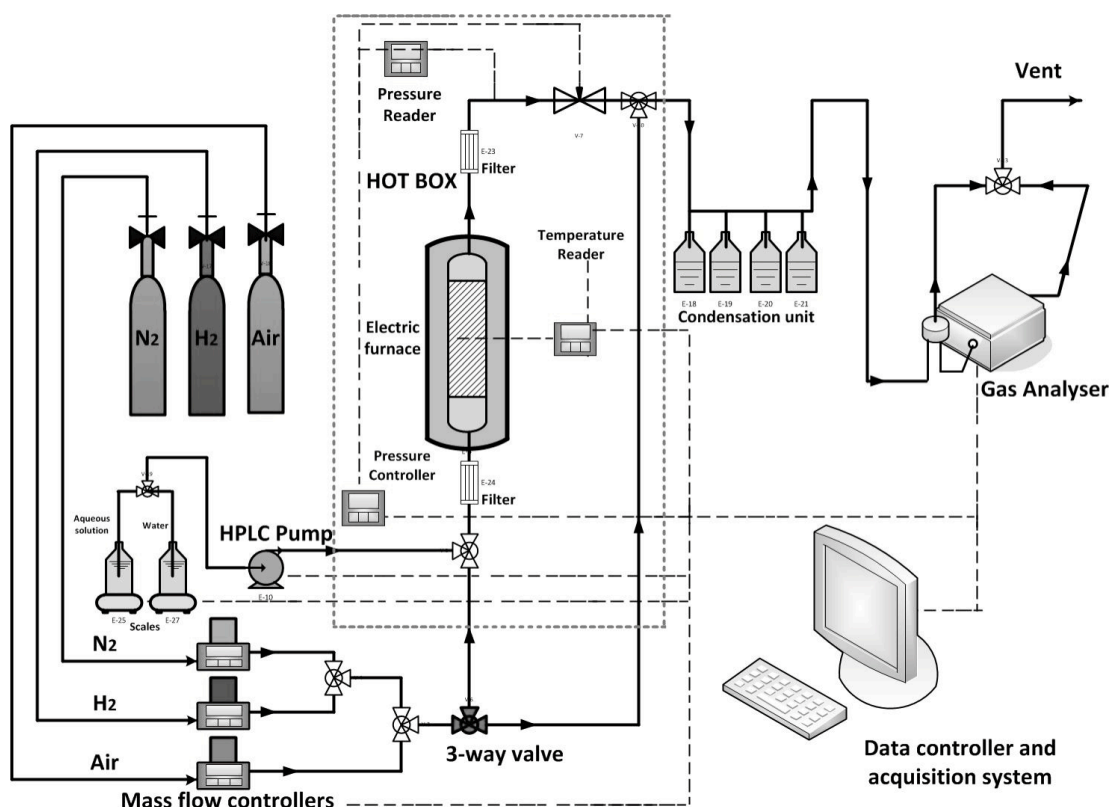 Vent
Pressure
Reader
V-7
E-23
Filter
HOT BOX
Temperature
Reader
N2
H2
Air
Electric
furnace
E-18
E-19
E-20
E-21
Condensation unit
Gas Analyser
Pressure
Controller
E-24
Filter
Aqueous
solution
Water
HPLC Pump
E-10
E-25
E-27
Scales
N2
H2
Air
3-way valve
Mass flow controllers
Data controller and
acquisition system